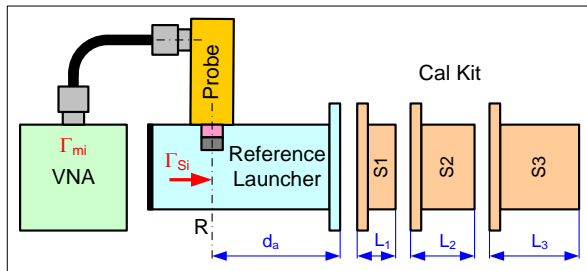 Cal Kit
Probe
Γmi
VNA
ΓSi
Reference
Launcher
S1
S2
S3
R
da
L1
L2
L3